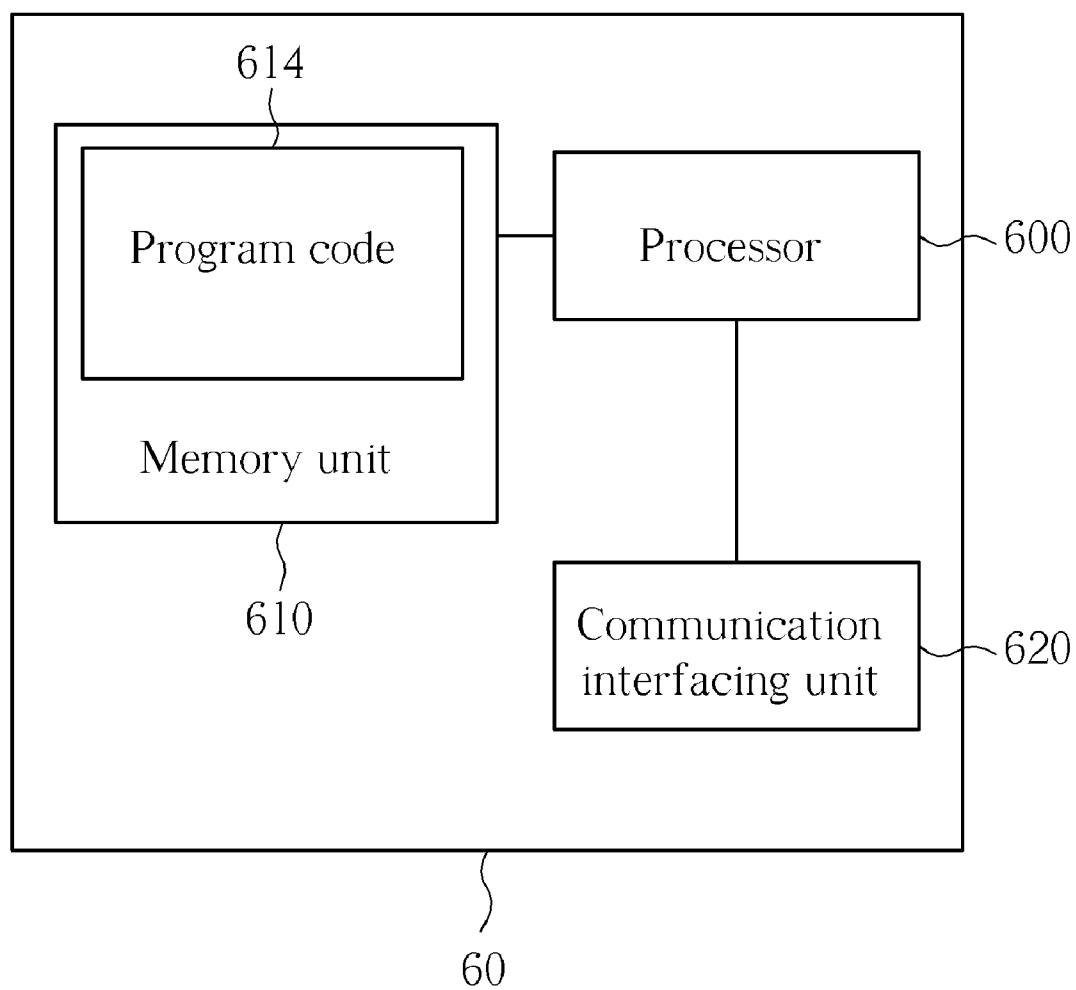 614
Program code
Processor
600
Memory unit
610
Communication
interfacing unit
620
60